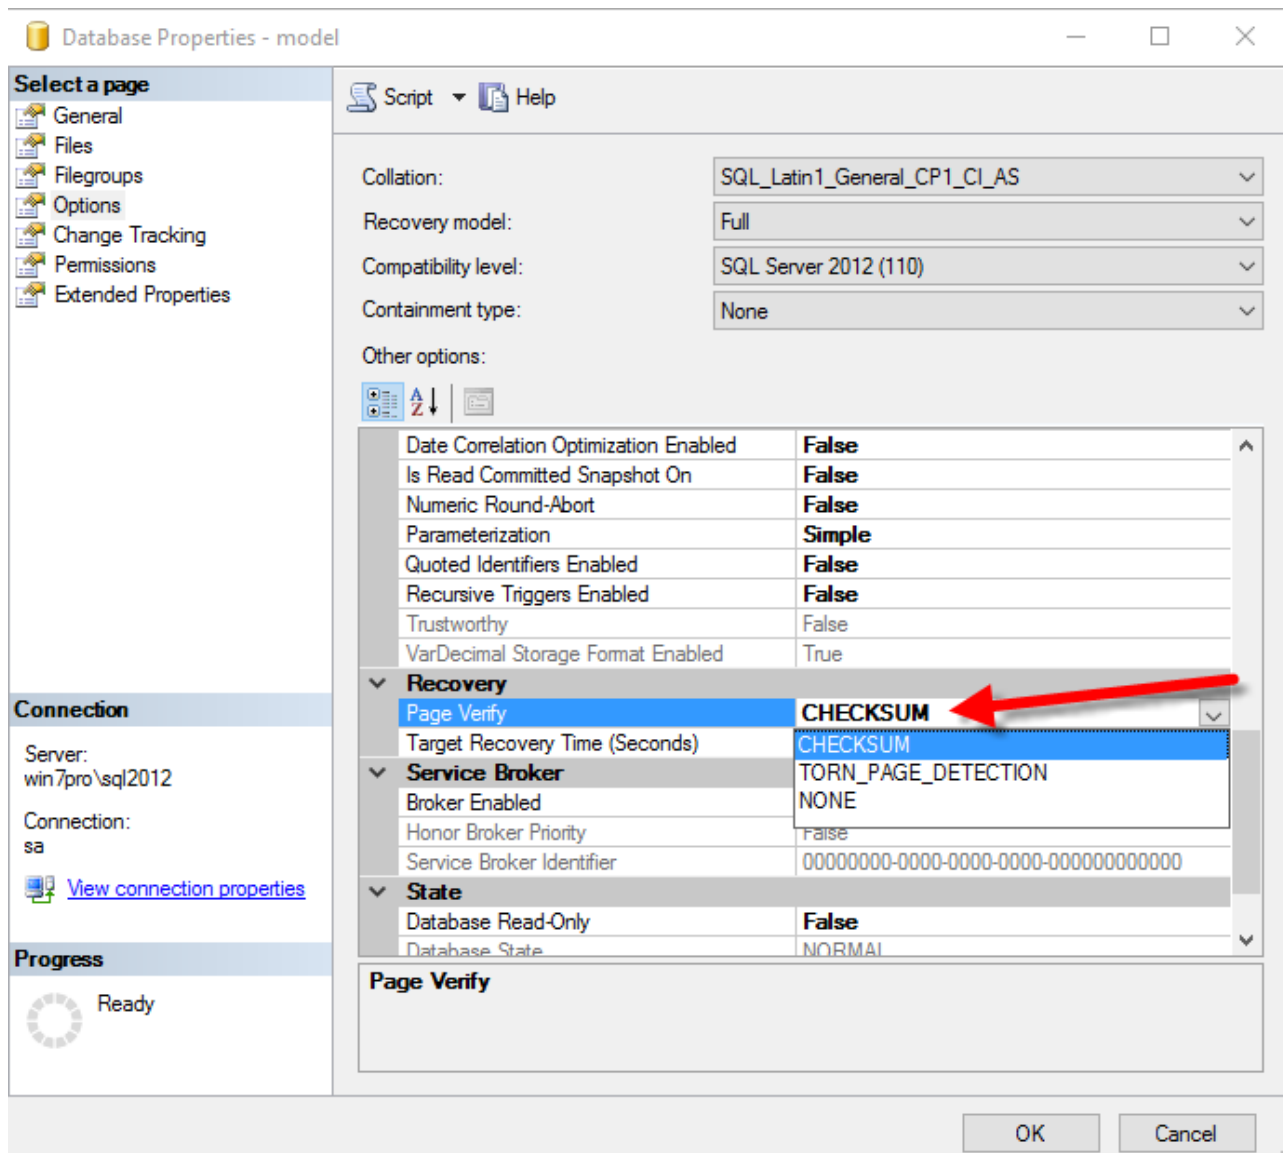 Database Properties - model
Select a page
General
Files
Filegroups
Options
Change Tracking
Permissions
Extended Properties
Script
Help
Collation: SQL_Latin1_General_CP1_CI_AS
Recovery model: Full
Compatibility level: SQL Server 2012 (110)
Containment type: None
Other options:
Date Correlation Optimization Enabled False
Is Read Committed Snapshot On False
Numeric Round-Abort False
Parameterization Simple
Quoted Identifiers Enabled False
Recursive Triggers Enabled False
Trustworthy False
VarDecimal Storage Format Enabled True
Recovery
Page Verify CHECKSUM
Target Recovery Time (Seconds)
CHECKSUM
TORN_PAGE_DETECTION
NONE
Service Broker
Broker Enabled
Honor Broker Priority False
Service Broker Identifier 00000000-0000-0000-0000-000000000000
State
Database Read-Only False
Database State NORMAL
Page Verify
Connection
Server:
win7pro\sql2012
Connection:
sa
View connection properties
Progress
Ready
OK
Cancel